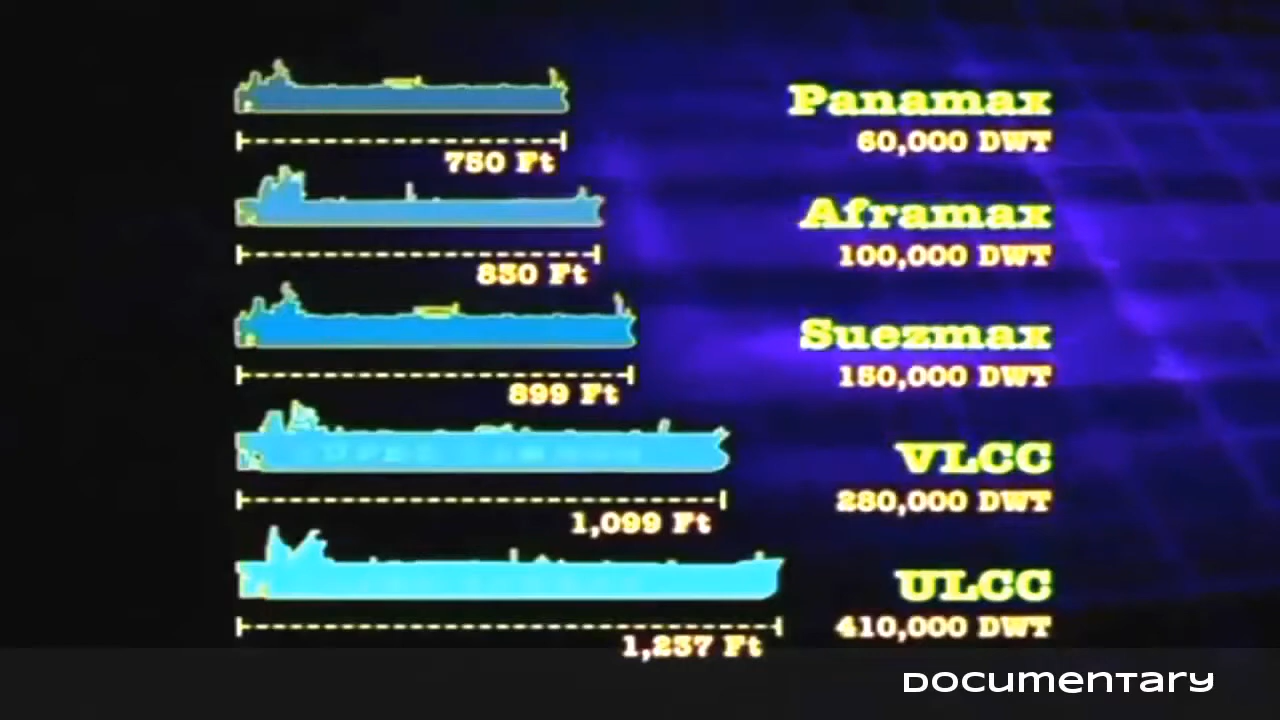 Panamax
60,000 DWT
750 Ft
Aframax
100,000 DWT
830 Ft
Suezmax
150,000 DWT
899 Ft
VLCC
280,000 DWT
1,099 Ft
ULCC
410,000 DWT
1,237 Ft
DOCUMENTARY